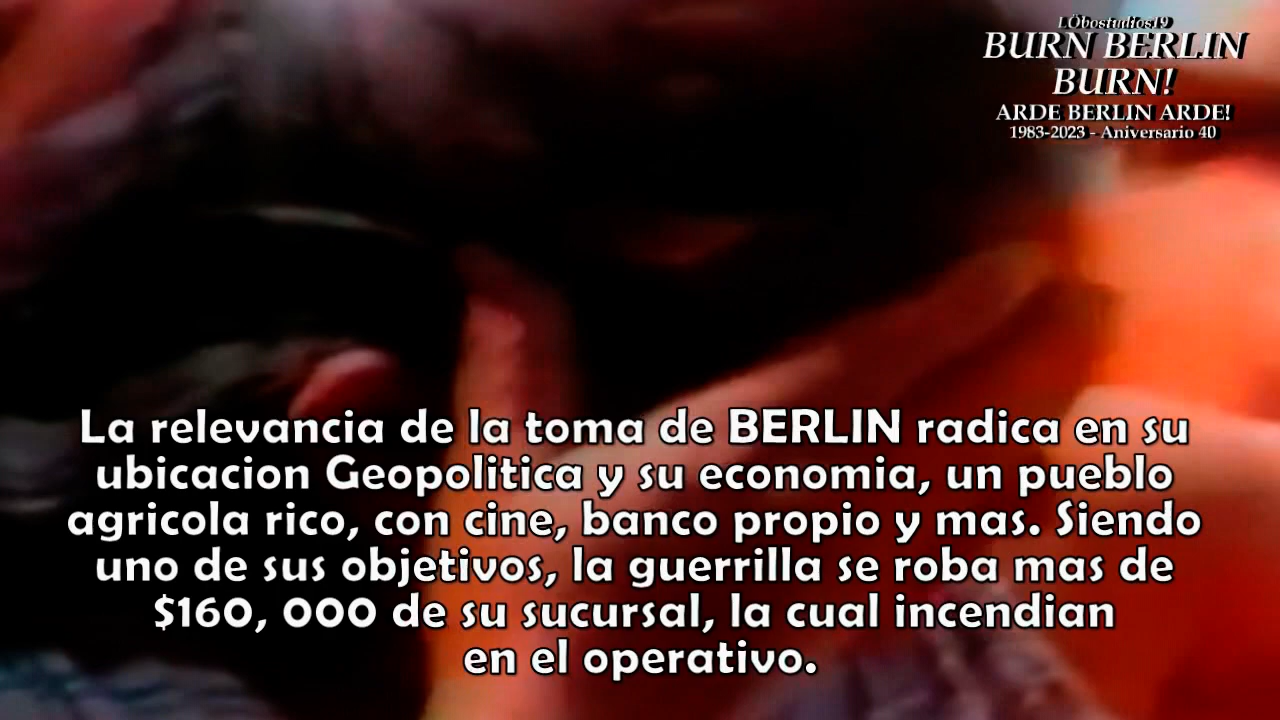 LObostudios19
BURN BERLIN
BURN!
ARDE BERLIN ARDE!
1983-2023 - Aniversario 40
La relevancia de la toma de BERLIN radica en su
ubicacion Geopolitica y su economia, un pueblo
agricola rico, con cine, banco propio y mas. Siendo
uno de sus objetivos, la guerrilla se roba mas de
$160, 000 de su sucursal, la cual incendian
en el operativo.